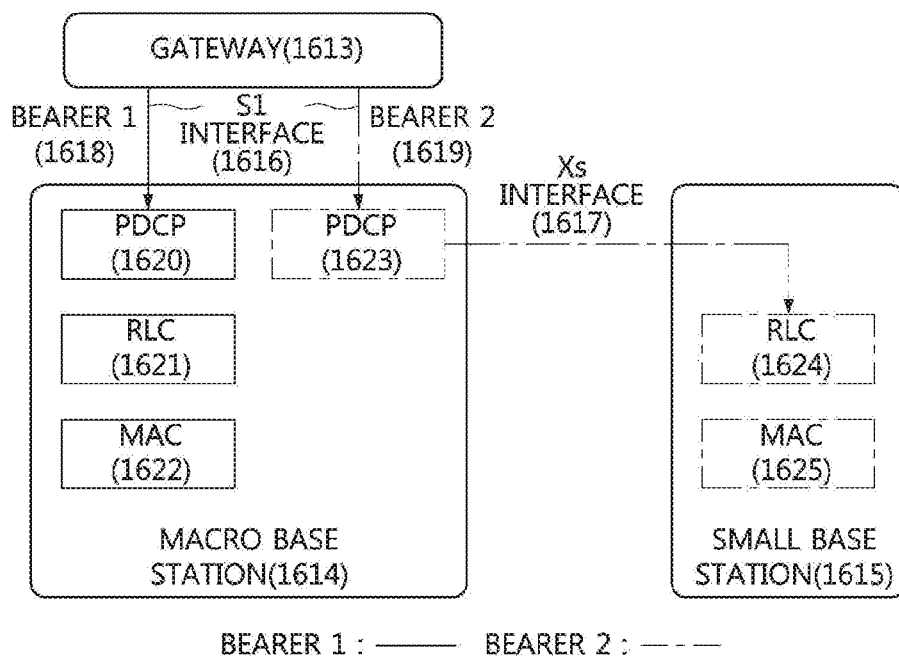 GATEWAY(1613)
BEARER 1
(1618)
S1
INTERFACE
(1616)
BEARER 2
(1619)
Xs
INTERFACE
(1617)
PDCP
(1620)
PDCP
(1623)
RLC
(1621)
RLC
(1624)
MAC
(1622)
MAC
(1625)
MACRO BASE
STATION(1614)
SMALL BASE
STATION(1615)
BEARER 1 :
BEARER 2 :